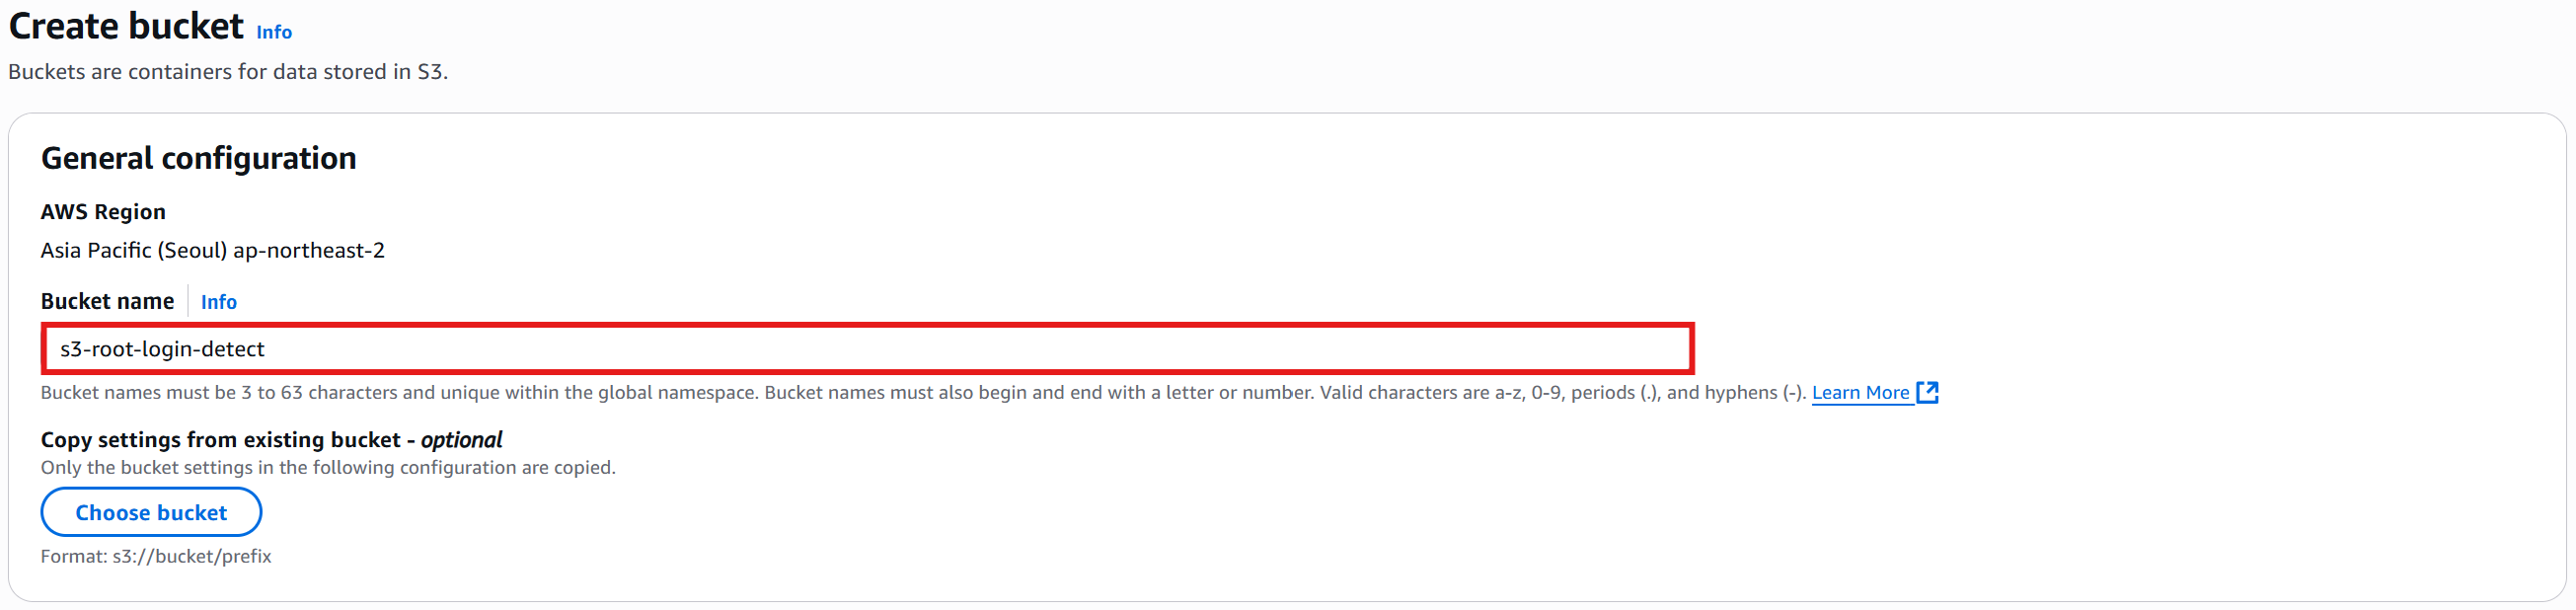 Create bucket Info
Buckets are containers for data stored in S3.
General configuration
AWS Region
Asia Pacific (Seoul) ap-northeast-2
Bucket name Info
s3-root-login-detect
Bucket names must be 3 to 63 characters and unique within the global namespace. Bucket names must also begin and end with a letter or number. Valid characters are a-z, 0-9, periods (.), and hyphens (-). Learn More
Copy settings from existing bucket - optional
Only the bucket settings in the following configuration are copied.
Choose bucket
Format: s3://bucket/prefix